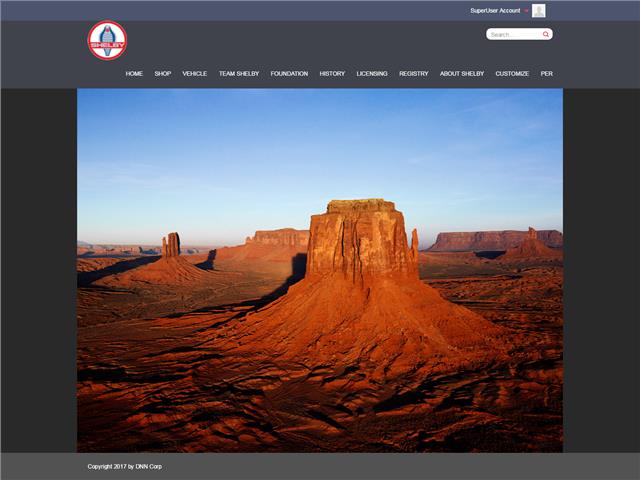 SuperUser Account
SHELBY
Search...
HOME SHOP VEHICLE TEAM SHELBY FOUNDATION HISTORY LICENSING REGISTRY ABOUT SHELBY CUSTOMIZE PER
Copyright 2017 by DNN Corp